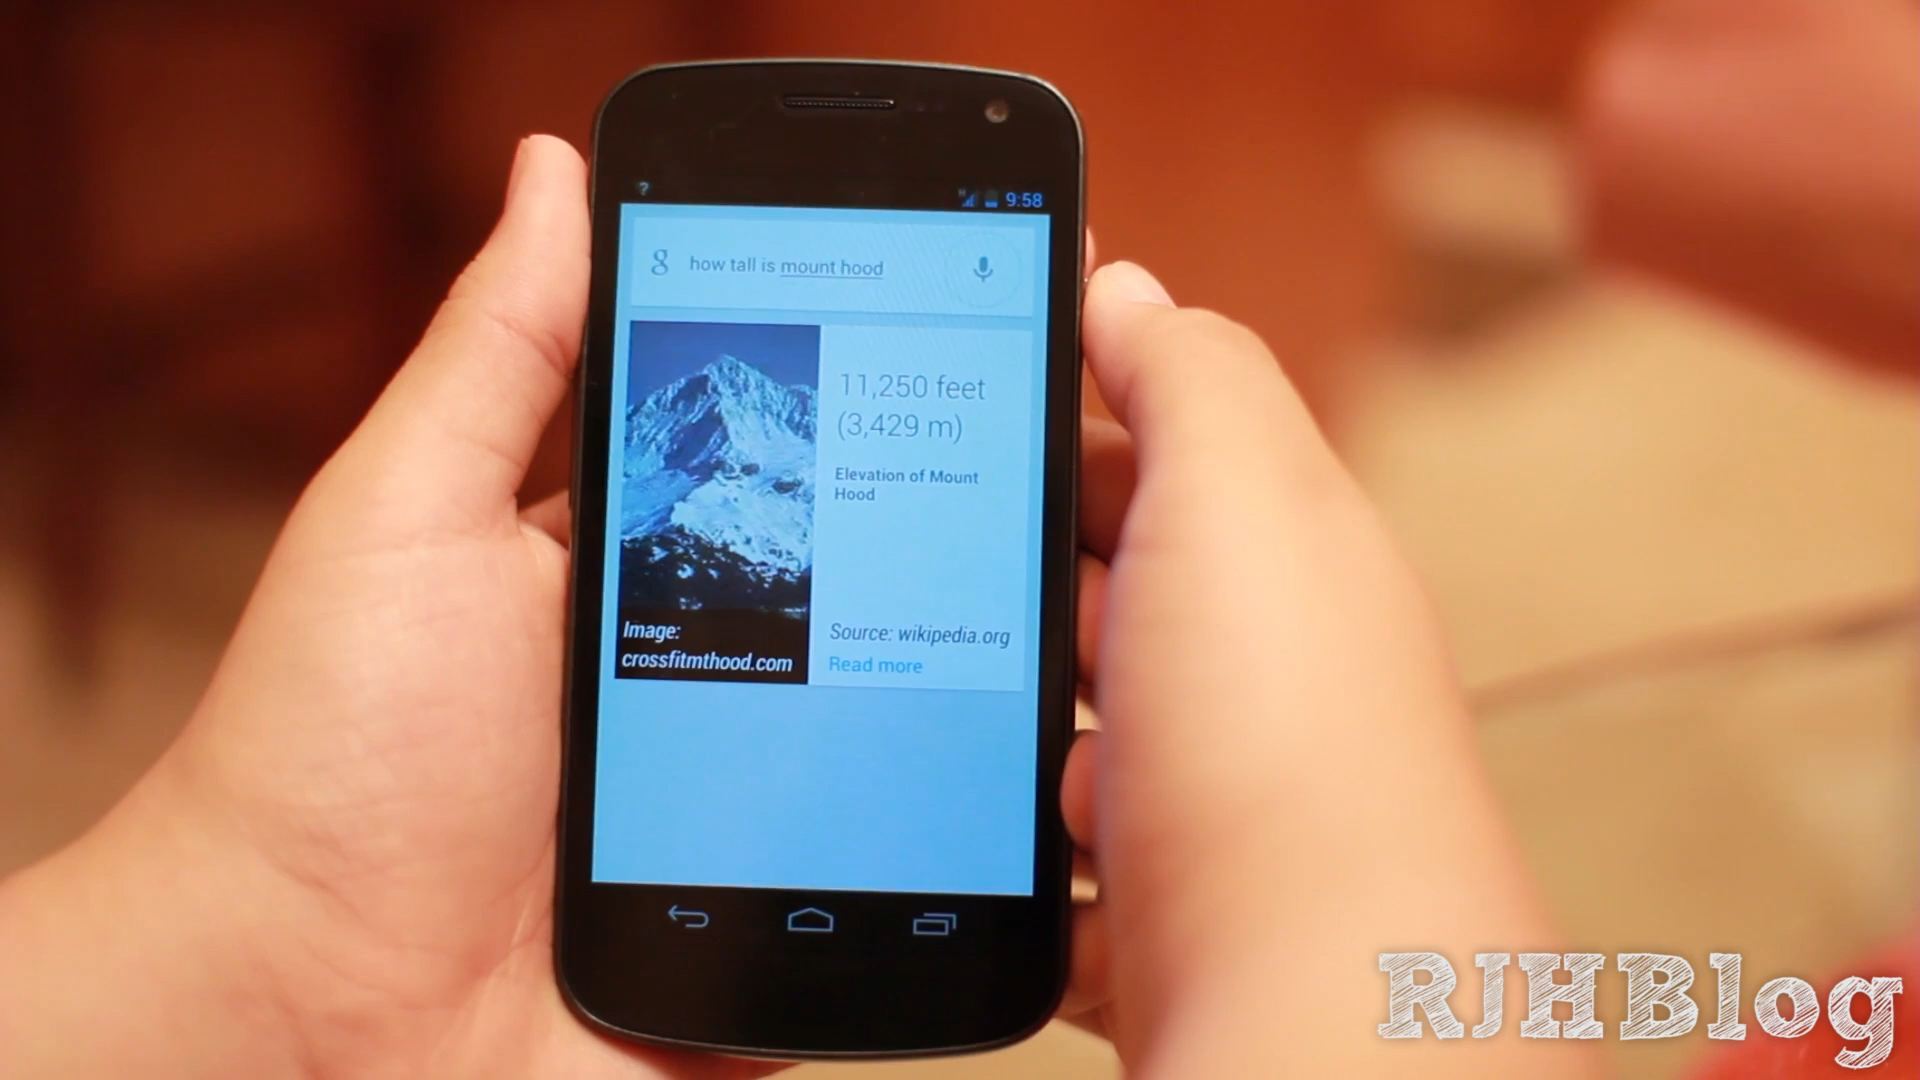 ?
H
9:58
g
how tall is mount hood
11,250 feet
(3,429 m)
Elevation of Mount
Hood
Image:
crossfitmthood.com
Source: wikipedia.org
Read more
RJHBlog